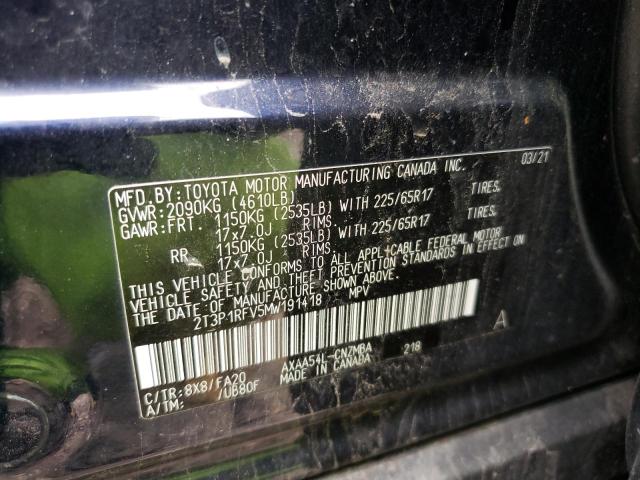 MFD.BY:TOYOTA MOTOR MANUFACTURING CANADA INC. 03/21
GVWR:2090KG (4610LB)
GAWR:FRT. 1150KG (2535LB) WITH 225/65R17 TIRES.
17x7.0J RIMS.
RR. 1150KG (2535LB) WITH 225/65R17 TIRES.
17x7.0J RIMS.
THIS VEHICLE CONFORMS TO ALL APPLICABLE FEDERAL MOTOR
VEHICLE SAFETY AND THEFT PREVENTION STANDARDS IN EFFECT ON
THE DATE OF MANUFACTURE SHOWN ABOVE.
2T3P1RFV5MW191418 MPV
A
C/TR:8X8/FA20 AXAA54L-CNZMBA 218
A/TM: /UB80F MADE IN CANADA